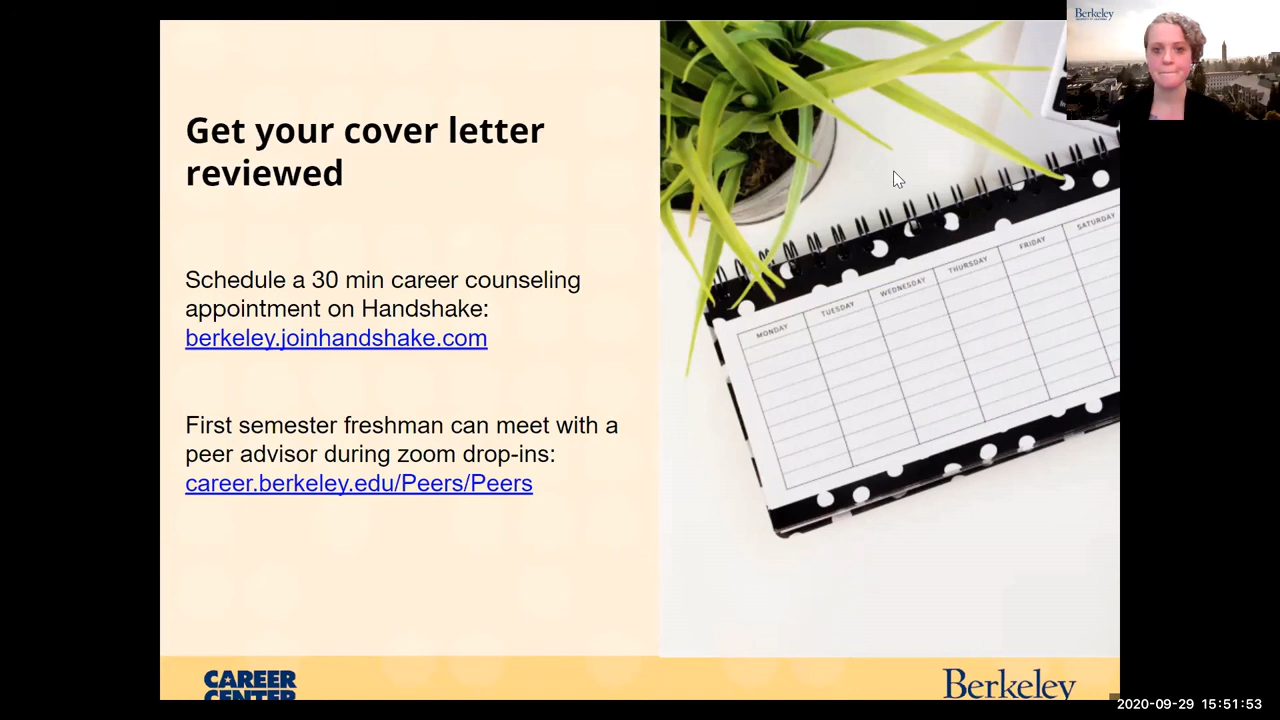 Berkeley
Get your cover letter
reviewed
Schedule a 30 min career counseling
appointment on Handshake:
berkeley.joinhandshake.com
First semester freshman can meet with a
peer advisor during zoom drop-ins:
career.berkeley.edu/Peers/Peers
MONDAY
TUESDAY
WEDNESDAY
THURSDAY
FRIDAY
SATURDAY
CAREER
CENTER
Berkeley
2020-09-29 15:51:53